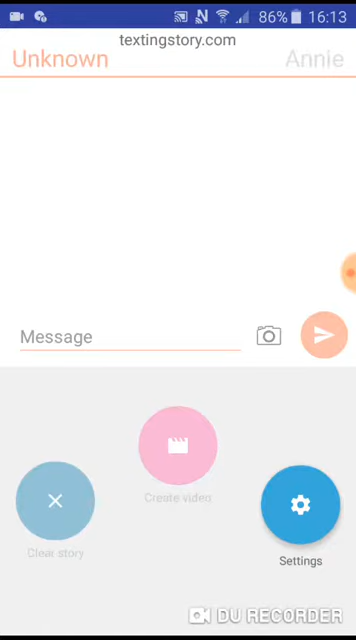 86% 16:13
textingstory.com
Unknown Annie
Message
Create video
Clear story
Settings
DU RECORDER